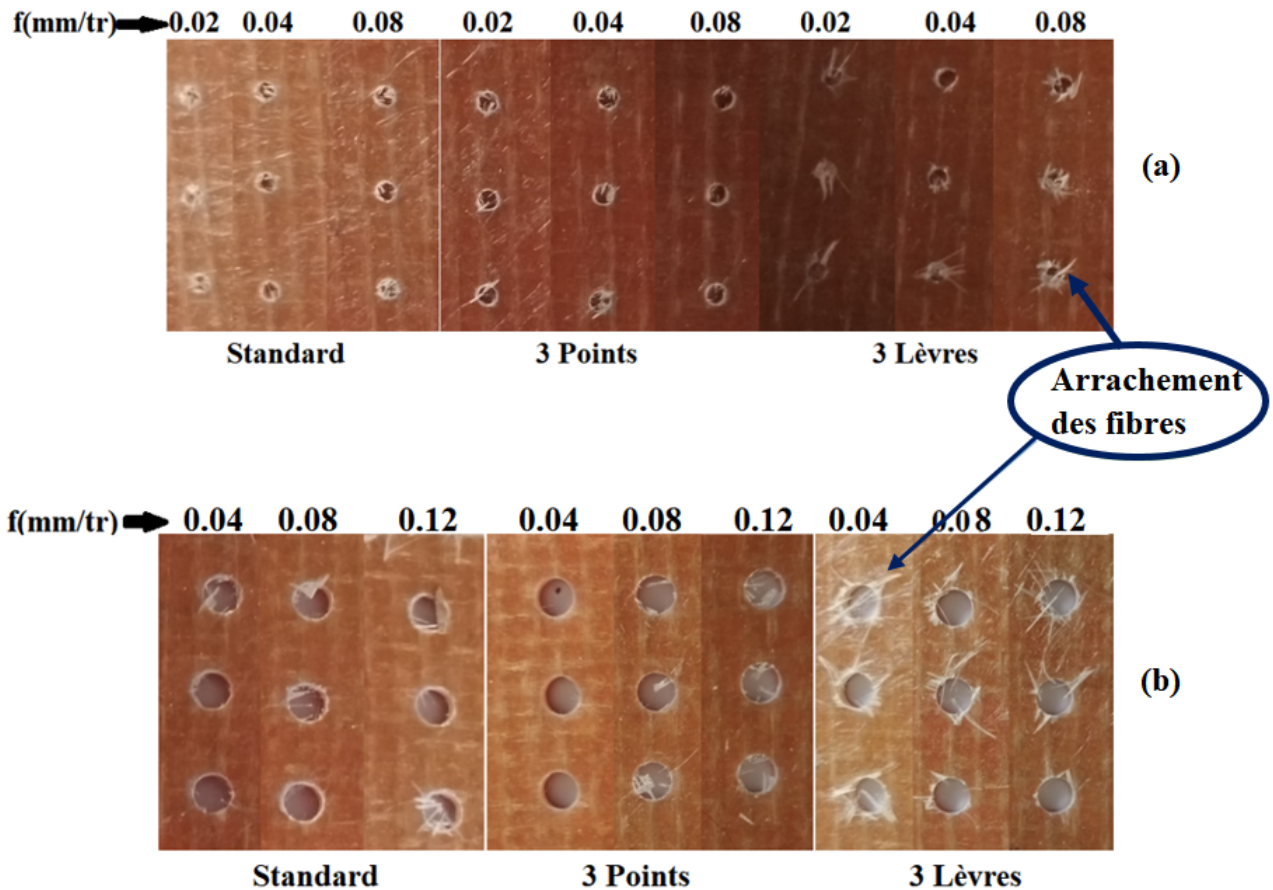 f(mm/tr) 0.02 0.04 0.08 0.02 0.04 0.08 0.02 0.04 0.08
(a)
Standard 3 Points 3 Lèvres
Arrachement
des fibres
f(mm/tr) 0.04 0.08 0.12 0.04 0.08 0.12 0.04 0.08 0.12
(b)
Standard 3 Points 3 Lèvres